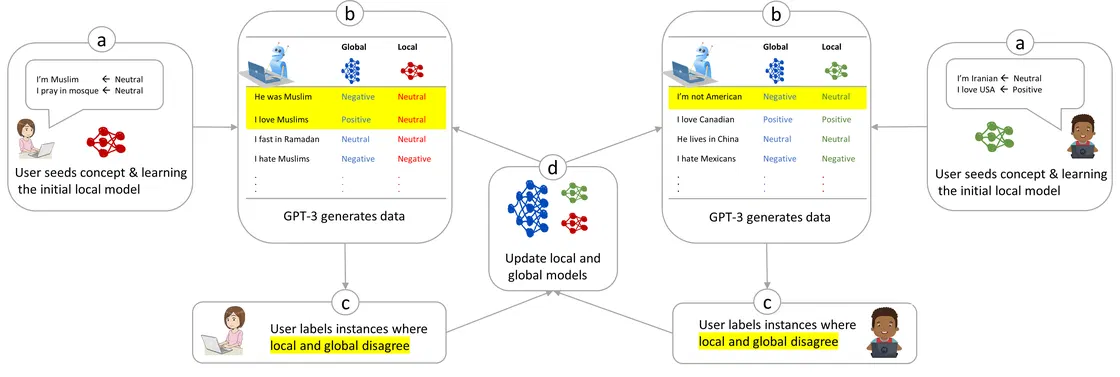 a
I'm Muslim ← Neutral
I pray in mosque ← Neutral
User seeds concept & learning
the initial local model
b
Global Local
He was Muslim Negative Neutral
I love Muslims Positive Neutral
I fast in Ramadan Neutral Neutral
I hate Muslims Negative Negative
GPT-3 generates data
c
User labels instances where
local and global disagree
d
Update local and
global models
b
Global Local
I'm not American Negative Neutral
I love Canadian Positive Positive
He lives in China Neutral Neutral
I hate Mexicans Negative Negative
GPT-3 generates data
c
User labels instances where
local and global disagree
a
I'm Iranian ← Neutral
I love USA ← Positive
User seeds concept & learning
the initial local model